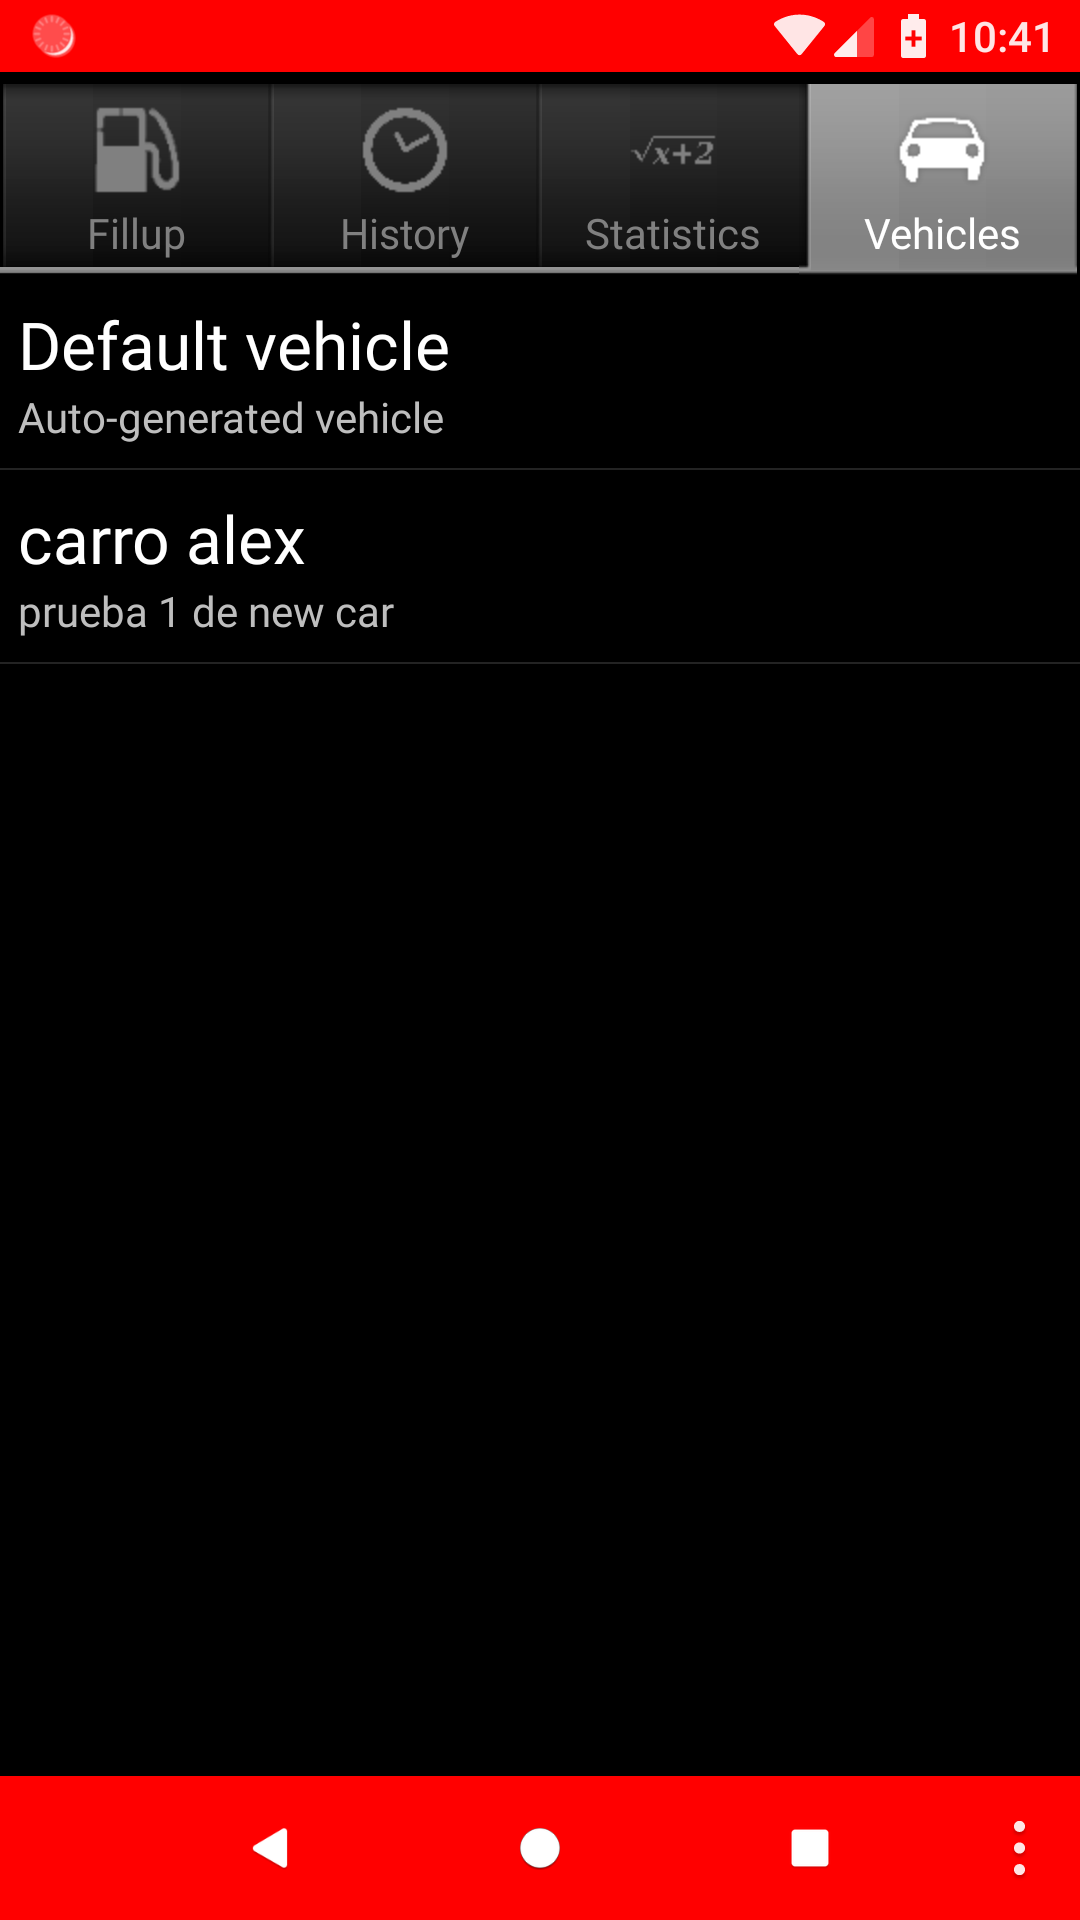 10:41
Fillup
History
√x+2
Statistics
Vehicles
Default vehicle
Auto-generated vehicle
carro alex
prueba 1 de new car